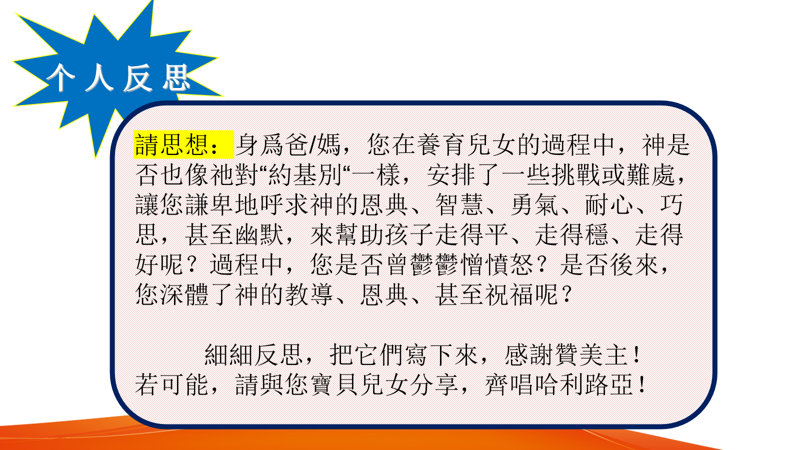 个人反思
請思想：身爲爸/媽，您在養育兒女的過程中，神是
否也像祂對“約基別“一樣，安排了一些挑戰或難處，
讓您謙卑地呼求神的恩典、智慧、勇氣、耐心、巧
思，甚至幽默，來幫助孩子走得平、走得穩、走得
好呢？過程中，您是否曾鬱鬱憎憤怒？是否後來，
您深體了神的教導、恩典、甚至祝福呢？
細細反思，把它們寫下來，感謝贊美主！
若可能，請與您寶貝兒女分享，齊唱哈利路亞！